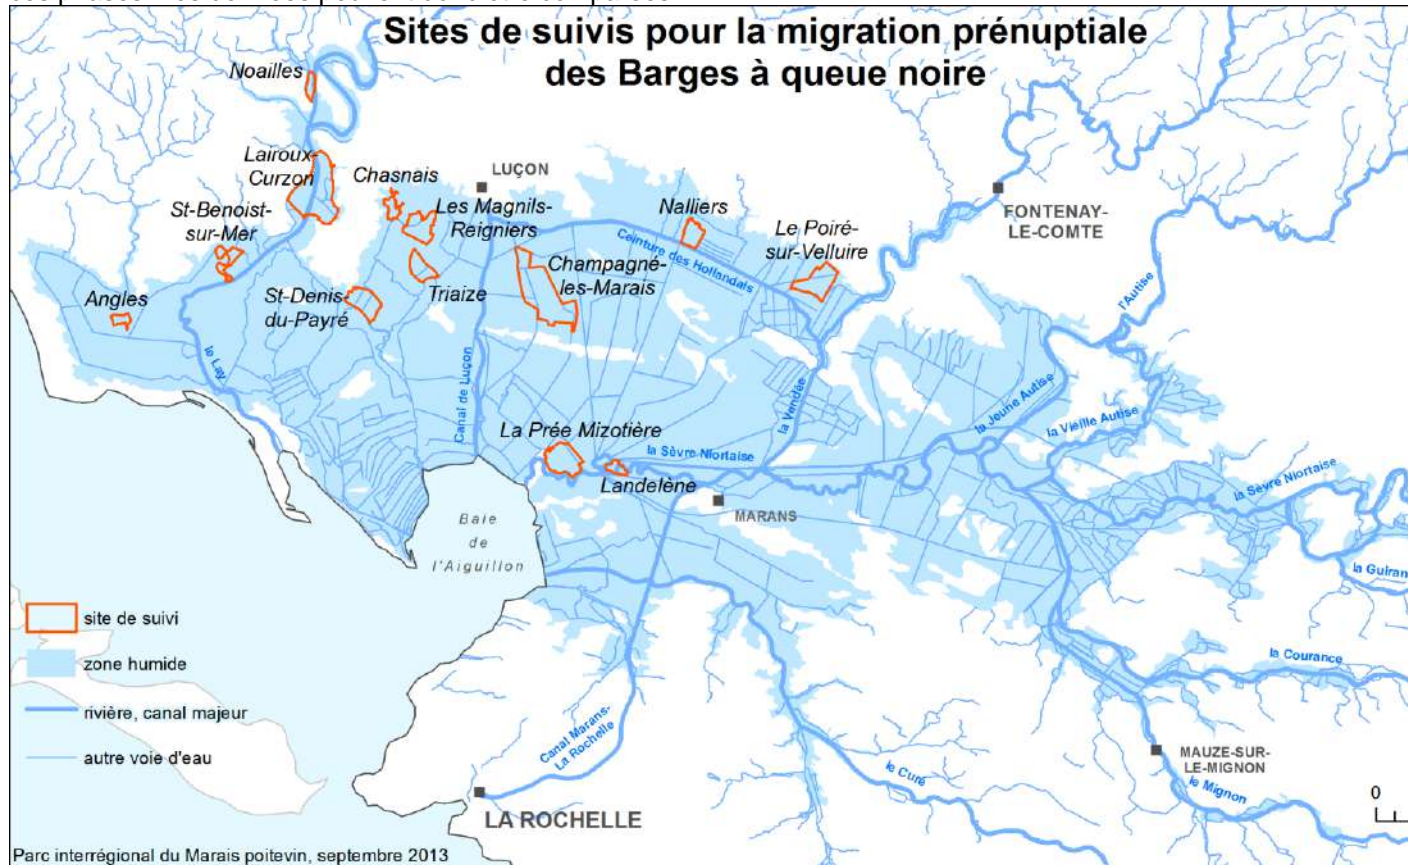 Sites de suivis pour la migration prénuptiale
des Barges à queue noire
Noailles
Lairoux-
Curzon
Chasnais
LUÇON
St-Benoist-
sur-Mer
Les Magnils-
Reigniers
Nalliers
FONTENAY-
LE-COMTE
Le Poiré-
sur-Velluire
Ceinture des Hollandais
Champagné-
les-Marais
Angles
St-Denis-
du-Payré
Triaize
l'Autise
le Lay
Canal de Luçon
la Vendée
la Jeune Autise
la Vieille Autise
La Prée Mizotière
la Sèvre Niortaise
Landelène
la Sèvre Niortaise
MARANS
Baie
de
l'Aiguillon
la Guiran
site de suivi
zone humide
rivière, canal majeur
autre voie d'eau
la Courance
Canal Marans-
La Rochelle
le Curé
MAUZE-SUR-
LE-MIGNON
le Mignon
0
LA ROCHELLE
Parc interrégional du Marais poitevin, septembre 2013